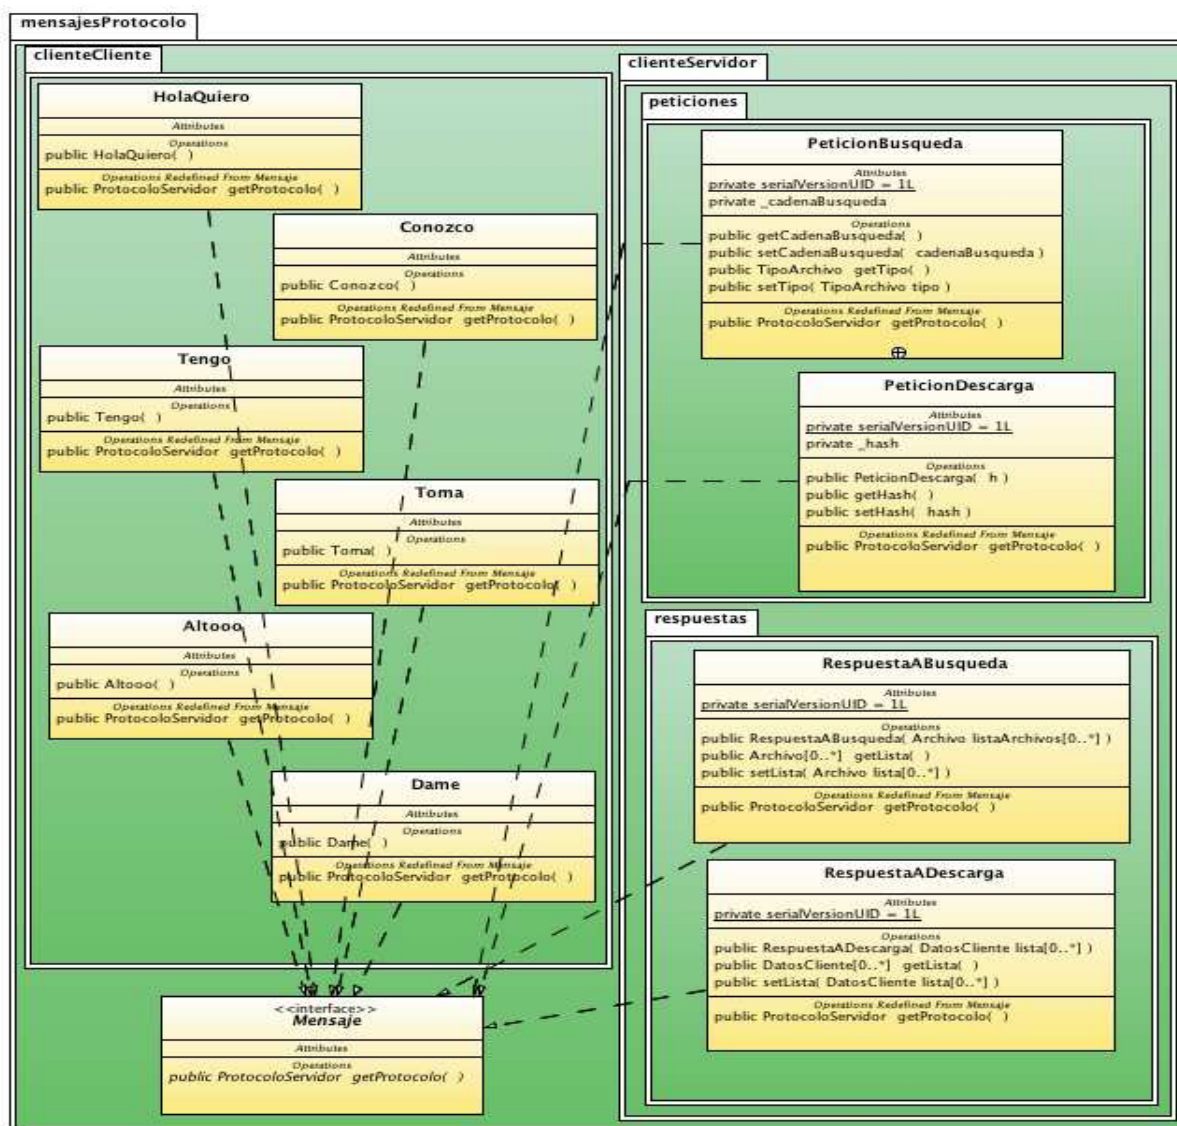 mensajesProtocolo
clienteCliente
HolaQuiero
Attributes
Operations
public HolaQuiero( )
Operations Redefined From Mensaje
public ProtocoloServidor getProtocolo( )
Conozco
Attributes
Operations
public Conozco( )
Operations Redefined From Mensaje
public ProtocoloServidor getProtocolo( )
Tengo
Attributes
Operations
public Tengo( )
Operations Redefined From Mensaje
public ProtocoloServidor getProtocolo( )
Toma
Attributes
Operations
public Toma( )
Operations Redefined From Mensaje
public ProtocoloServidor getProtocolo( )
Altooo
Attributes
Operations
public Altooo( )
Operations Redefined From Mensaje
public ProtocoloServidor getProtocolo( )
Dame
Attributes
Operations
public Dame( )
Operations Redefined From Mensaje
public ProtocoloServidor getProtocolo( )
<<interface>>
Mensaje
Attributes
Operations
public ProtocoloServidor getProtocolo( )
clienteServidor
peticiones
PeticionBusqueda
Attributes
private serialVersionUID = 1L
private _cadenaBusqueda
Operations
public getCadenaBusqueda( )
public setCadenaBusqueda( cadenaBusqueda )
public TipoArchivo getTipo( )
public setTipo( TipoArchivo tipo )
Operations Redefined From Mensaje
public ProtocoloServidor getProtocolo( )
PeticionDescarga
Attributes
private serialVersionUID = 1L
private _hash
Operations
public PeticionDescarga( h )
public getHash( )
public setHash( hash )
Operations Redefined From Mensaje
public ProtocoloServidor getProtocolo( )
respuestas
RespuestaABusqueda
Attributes
private serialVersionUID = 1L
Operations
public RespuestaABusqueda( Archivo listaArchivos[0..*] )
public Archivo[0..*] getLista( )
public setLista( Archivo lista[0..*] )
Operations Redefined From Mensaje
public ProtocoloServidor getProtocolo( )
RespuestaADescarga
Attributes
private serialVersionUID = 1L
Operations
public RespuestaADescarga( DatosCliente lista[0..*] )
public DatosCliente[0..*] getLista( )
public setLista( DatosCliente lista[0..*] )
Operations Redefined From Mensaje
public ProtocoloServidor getProtocolo( )